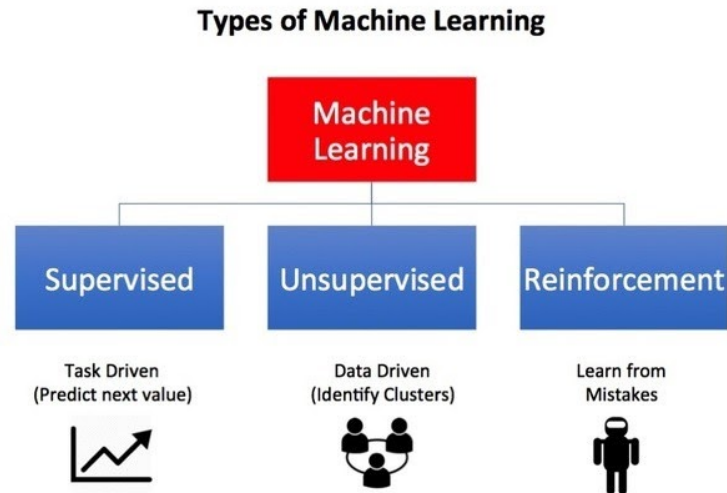 Types of Machine Learning
Machine
Learning
Supervised
Unsupervised
Reinforcement
Task Driven
(Predict next value)
Data Driven
(Identify Clusters)
Learn from
Mistakes